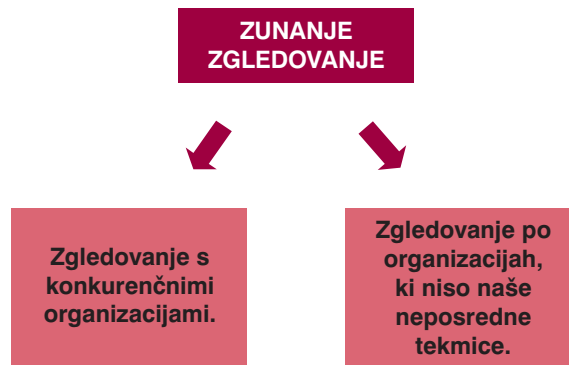 ZUNANJE
ZGLEDOVANJE
Zgledovanje s
konkurenčnimi
organizacijami.
Zgledovanje po
organizacijah,
ki niso naše
neposredne
tekmice.